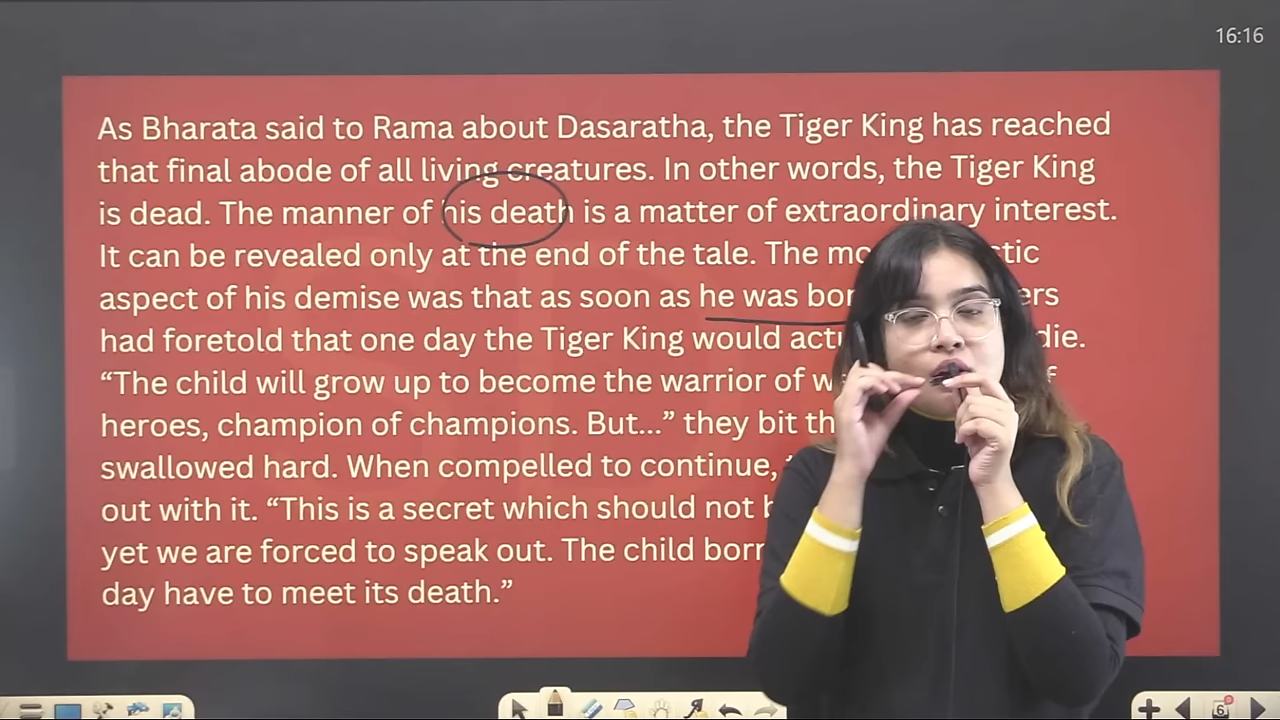 16:16
As Bharata said to Rama about Dasaratha, the Tiger King has reached
that final abode of all living creatures. In other words, the Tiger King
is dead. The manner of his death is a matter of extraordinary interest.
It can be revealed only at the end of the tale. The
aspect of his demise was that as soon as he was
had foretold that one day the Tiger King would die.
“The child will grow up to become the warrior of
heroes, champion of champions. But...” they bit
swallowed hard. When compelled to continue,
out with it. “This is a secret which should not
yet we are forced to speak out. The child
day have to meet its death.”
6